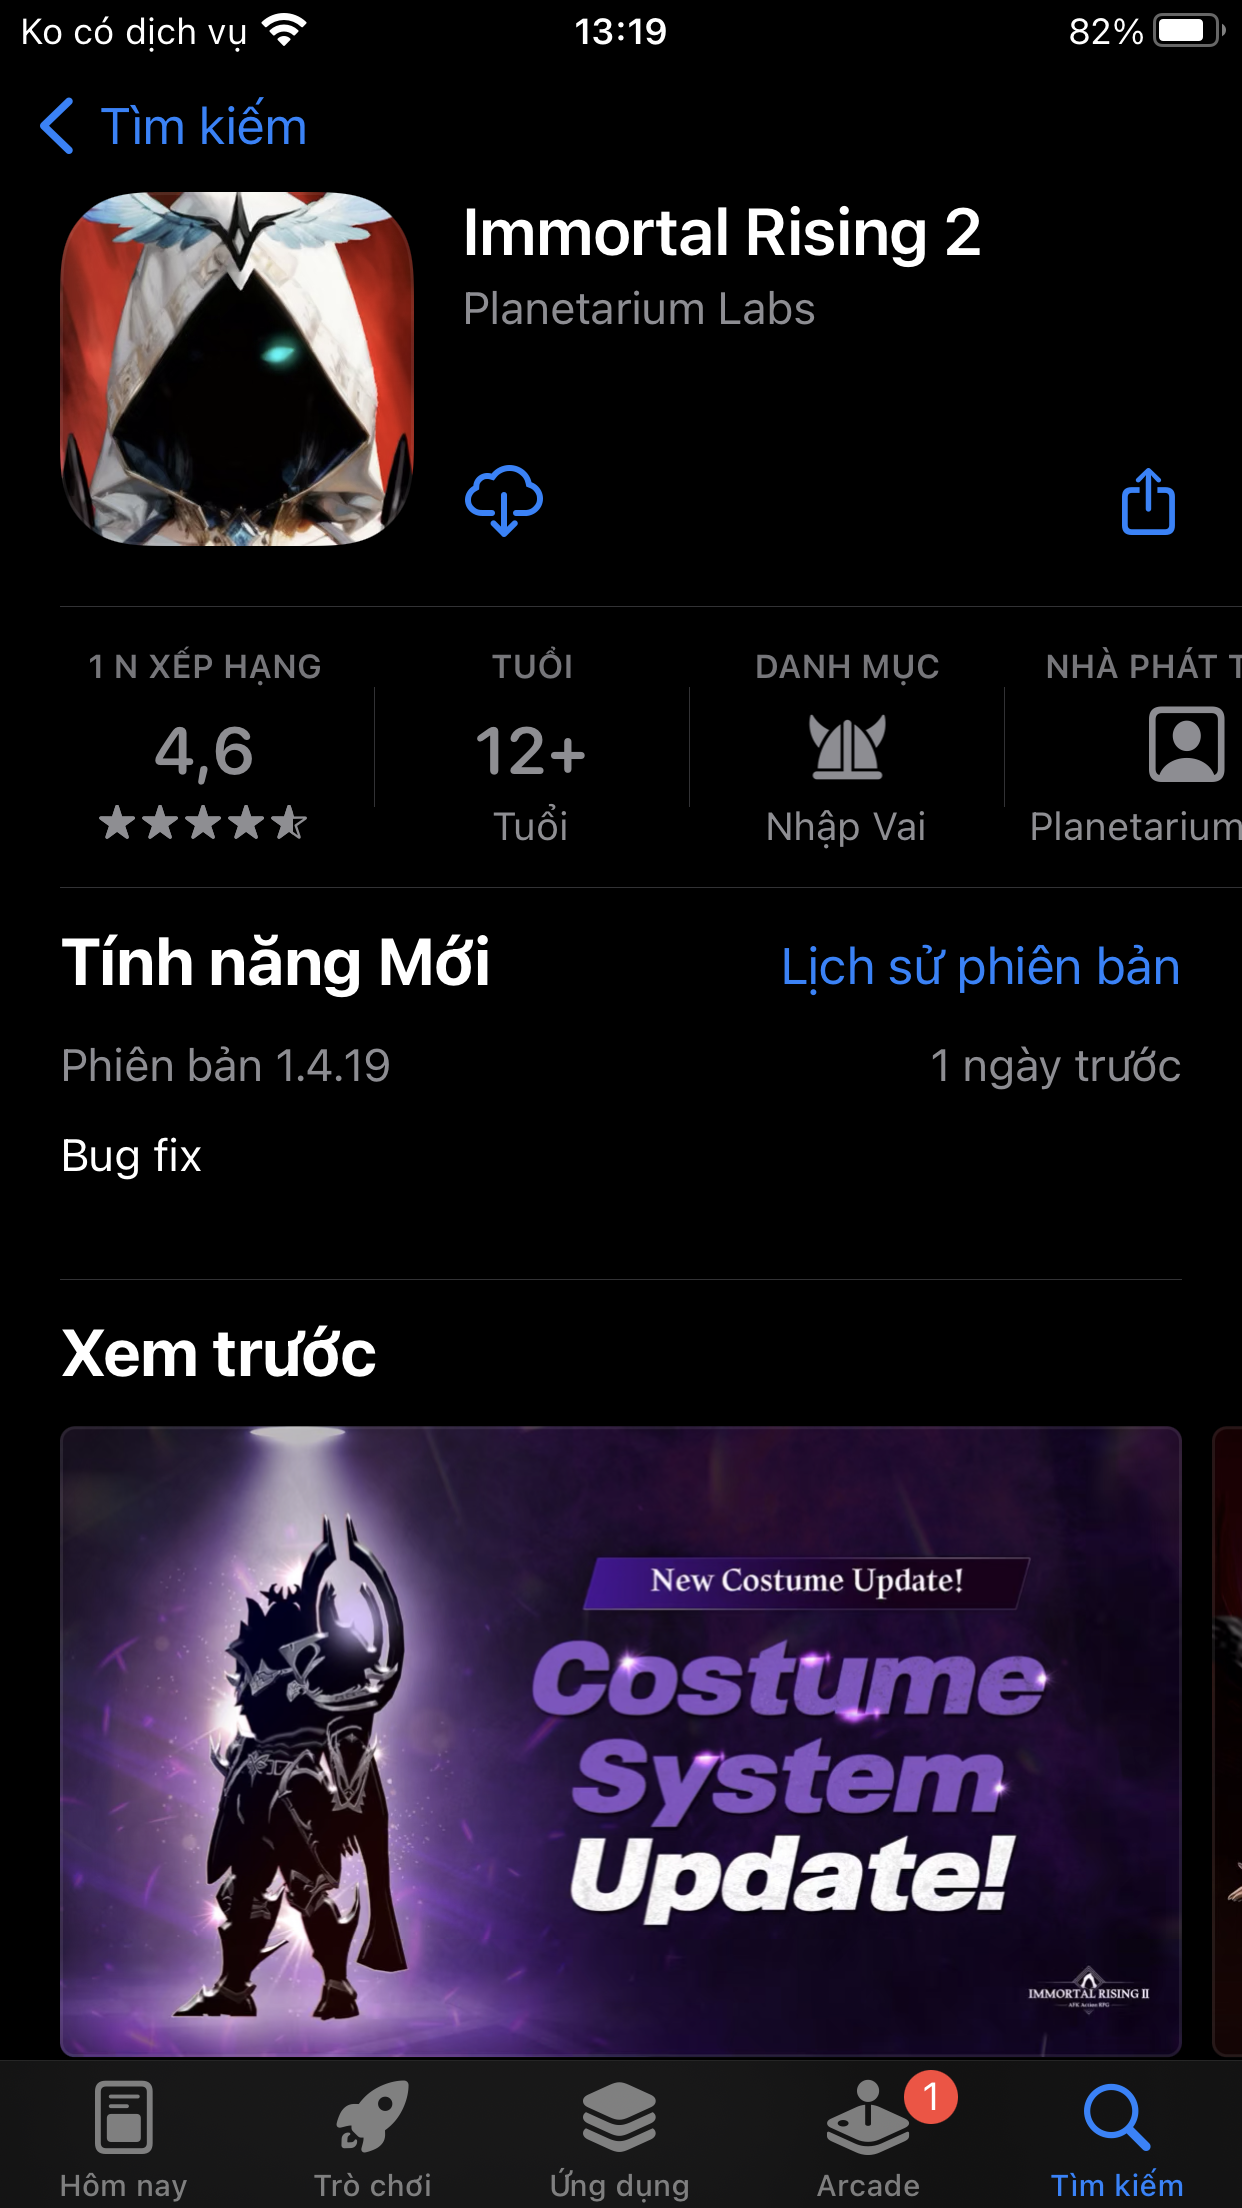 Ko có dịch vụ 13:19 82%
Tìm kiếm
Immortal Rising 2
Planetarium Labs
1 N XẾP HẠNG TUỔI DANH MỤC NHÀ PHÁT T
4,6 12+
Tuổi Nhập Vai Planetarium
Tính năng Mới Lịch sử phiên bản
Phiên bản 1.4.19 1 ngày trước
Bug fix
Xem trước
New Costume Update!
Costume
System
Update!
IMMORTAL RISING II
AFK Action RPG
1
Hôm nay Trò chơi Ứng dụng Arcade Tìm kiếm